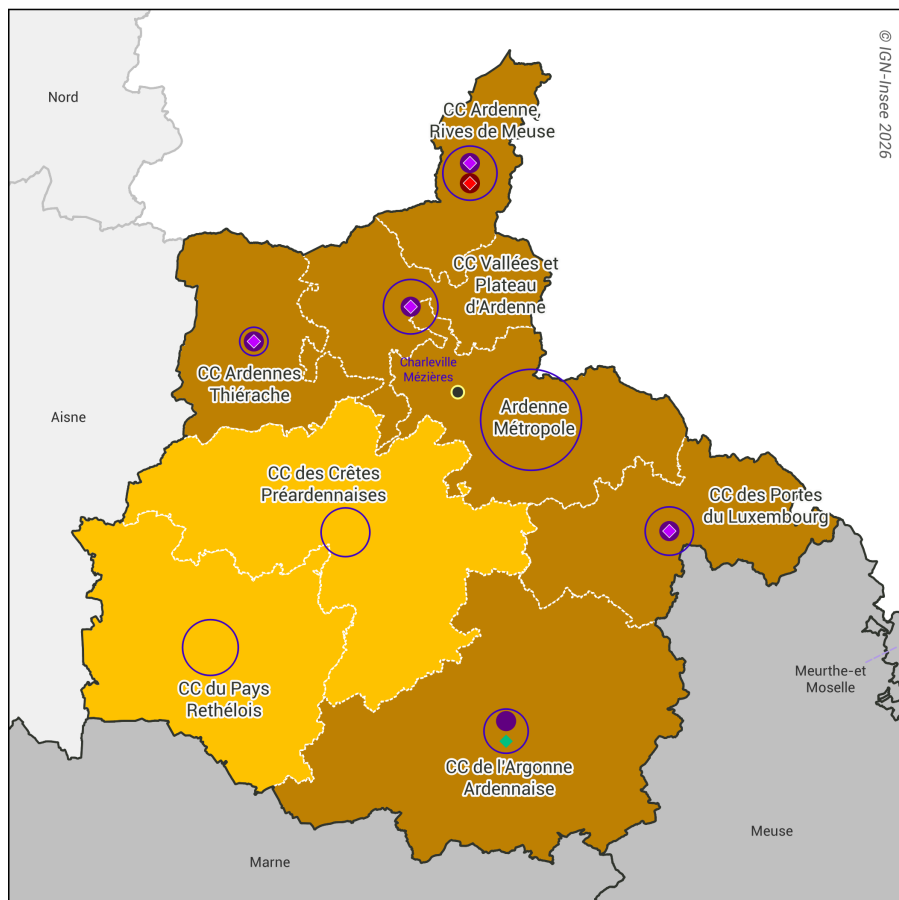 © IGN-Insee 2026
Nord
CC Ardenne,
Rives de Meuse
CC Vallées et
Plateau
d'Ardenne
Charleville
Mézières
CC Ardennes
Thiérache
Ardenne
Métropole
Aisne
CC des Crêtes
Préardennaises
CC des Portes
du Luxembourg
Meurthe-et
Moselle
CC du Pays
Rethélois
CC de l'Argonne
Ardennaise
Meuse
Marne